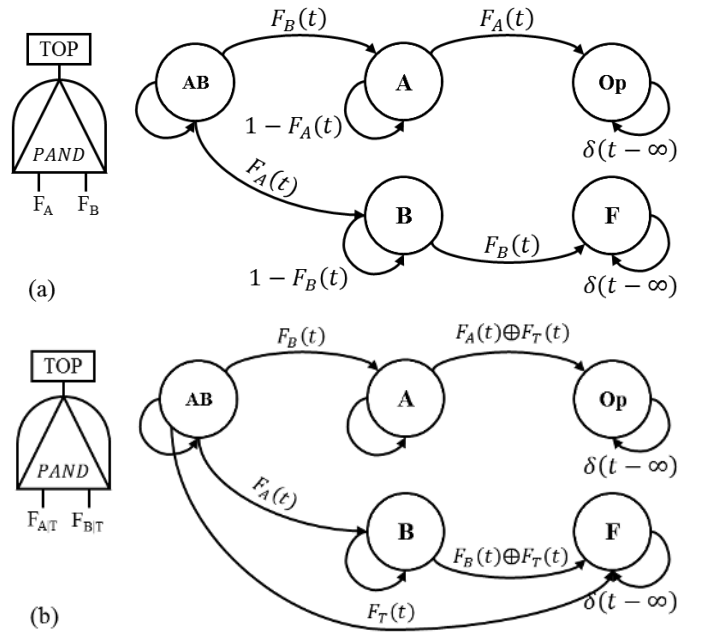 F_B(t)
F_A(t)
TOP
AB
A
Op
1 − F_A(t)
δ(t − ∞)
PAND
F_A(t)
F_A
F_B
B
F
F_B(t)
1 − F_B(t)
δ(t − ∞)
(a)
F_B(t)
F_A(t)⊕F_T(t)
TOP
AB
A
Op
δ(t − ∞)
PAND
F_A(t)
F_A|T
F_B|T
B
F
F_B(t)⊕F_T(t)
δ(t − ∞)
F_T(t)
(b)